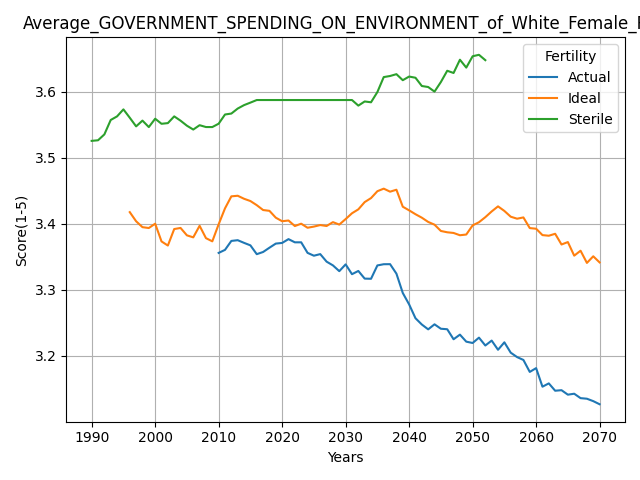 Average_GOVERNMENT_SPENDING_ON_ENVIRONMENT_of_White_Female_
Fertility
Actual
Ideal
Sterile
Score(1-5)
3.6
3.5
3.4
3.3
3.2
1990 2000 2010 2020 2030 2040 2050 2060 2070
Years